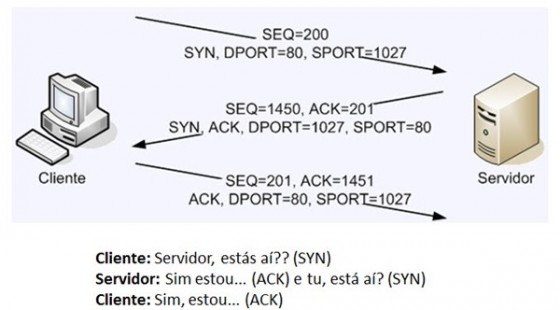 SEQ=200
SYN, DPORT=80, SPORT=1027
SEQ=1450, ACK=201
SYN, ACK, DPORT=1027, SPORT=80
Cliente
Servidor
SEQ=201, ACK=1451
ACK, DPORT=80, SPORT=1027
Cliente: Servidor, estás aí?? (SYN)
Servidor: Sim estou... (ACK) e tu, está aí? (SYN)
Cliente: Sim, estou... (ACK)